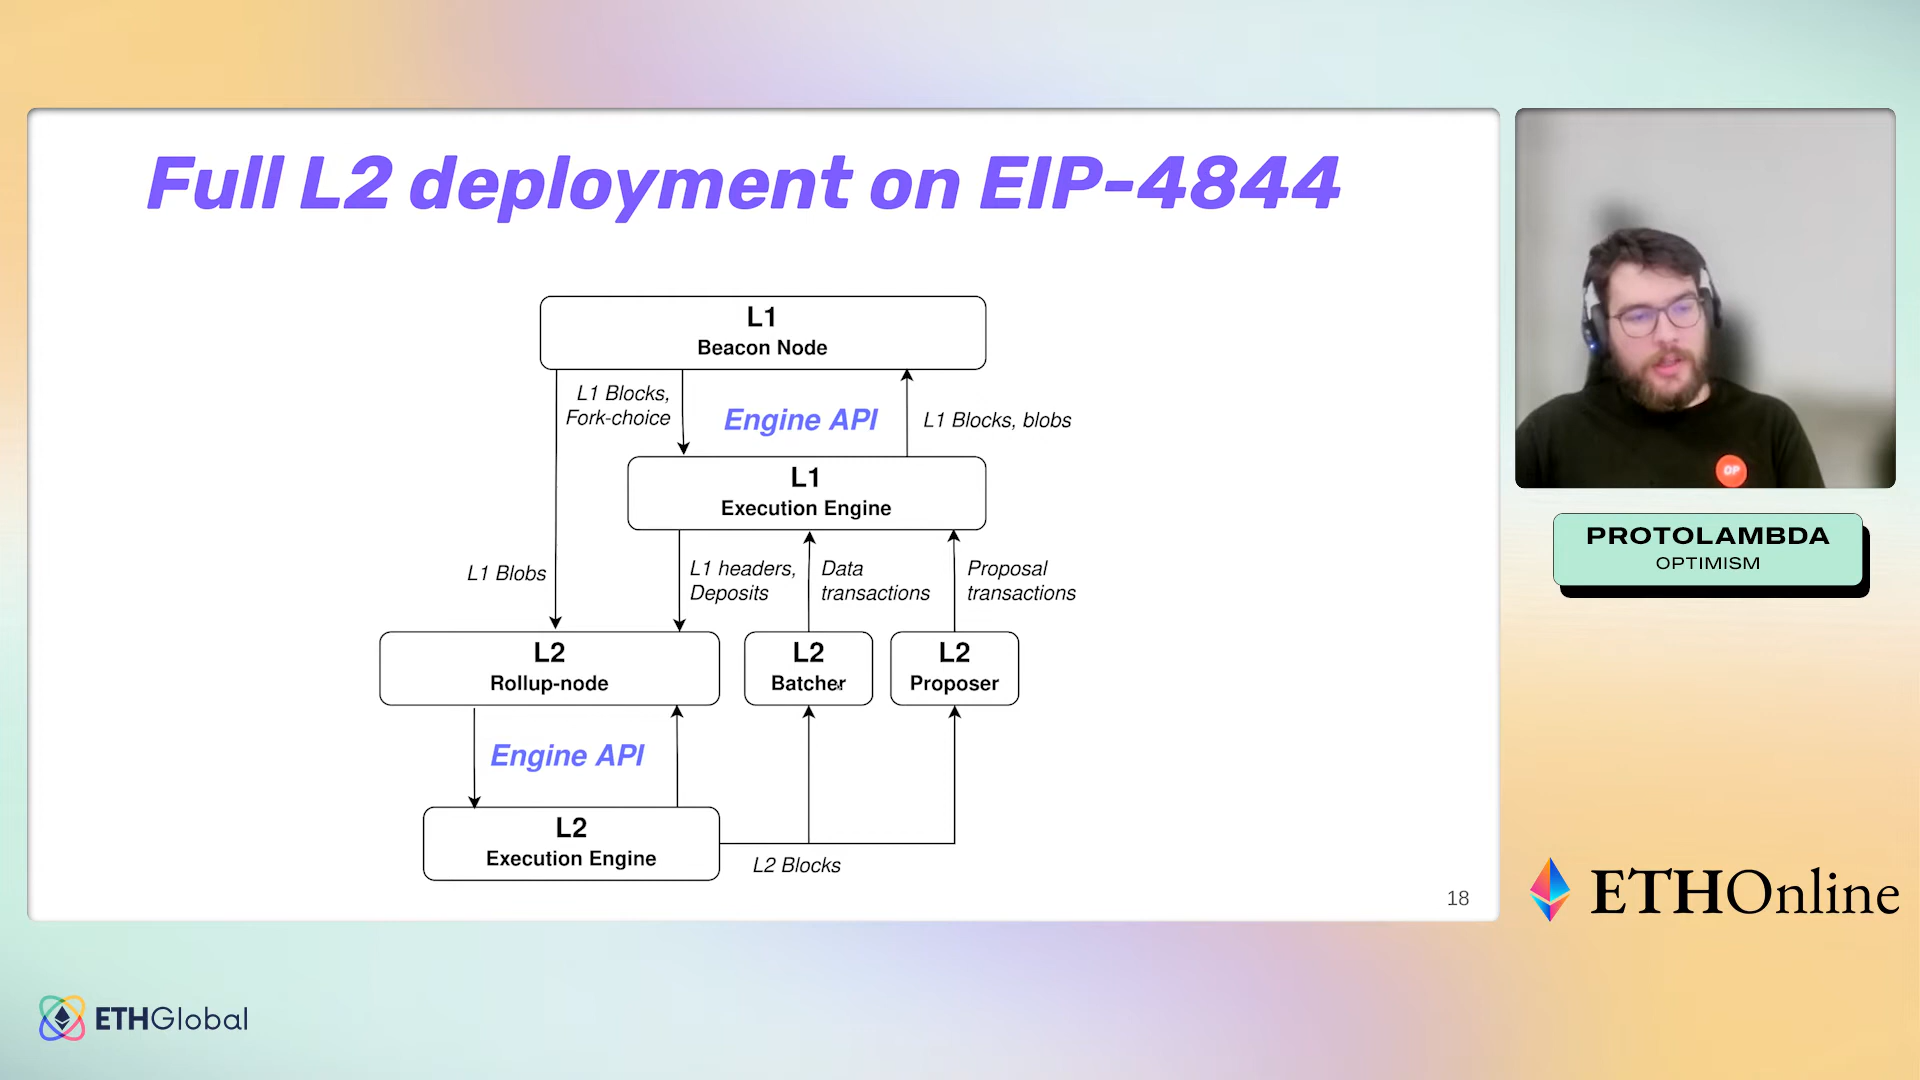 Full L2 deployment on EIP-4844
L1
Beacon Node
L1 Blocks,
Fork-choice
Engine API
L1 Blocks, blobs
L1
Execution Engine
L1 Blobs
L1 headers,
Deposits
Data
transactions
Proposal
transactions
L2
Rollup-node
L2
Batcher
L2
Proposer
Engine API
L2
Execution Engine
L2 Blocks
18
OP
PROTOLAMBDA
OPTIMISM
ETHOnline
ETHGlobal